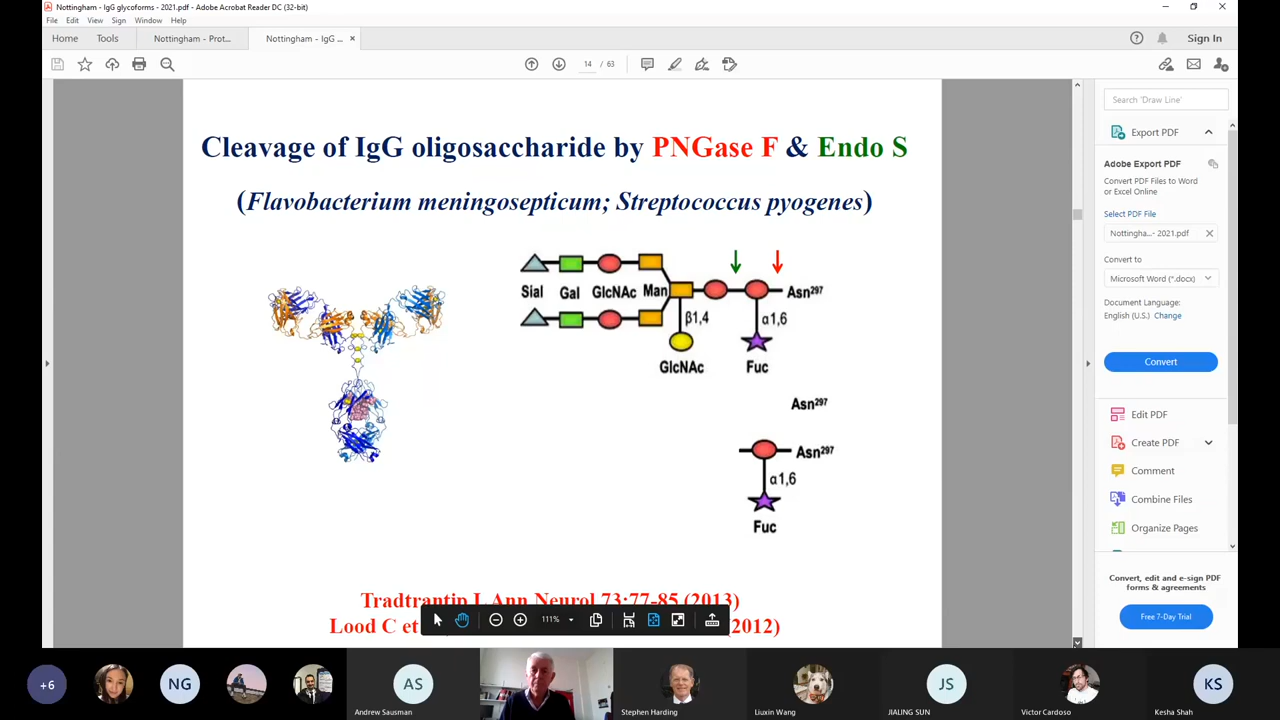 Nottingham - IgG glycoforms - 2021.pdf - Adobe Acrobat Reader DC (32-bit)
File Edit View Sign Window Help
Home Tools Nottingham - Prot... Nottingham - IgG ... × Sign In
14 / 63
Search 'Draw Line'
Export PDF
Adobe Export PDF
Convert PDF Files to Word
or Excel Online
Select PDF File
Nottingha...- 2021.pdf
Convert to
Microsoft Word (*.docx)
Document Language:
English (U.S.) Change
Convert
Edit PDF
Create PDF
Comment
Combine Files
Organize Pages
Convert, edit and e-sign PDF
forms & agreements
Free 7-Day Trial
Cleavage of IgG oligosaccharide by PNGase F & Endo S
(Flavobacterium meningosepticum; Streptococcus pyogenes)
Sial Gal GlcNAc Man Asn²⁹⁷
β1,4 α1,6
GlcNAc Fuc
Asn²⁹⁷
Asn²⁹⁷
α1,6
Fuc
Tradtrantip L Ann Neurol 73:77-85 (2013)
Lood C et (2012)
111%
+6 NG AS JS KS
Andrew Sausman Stephen Harding Liuxin Wang JIALING SUN Victor Cardoso Kesha Shah